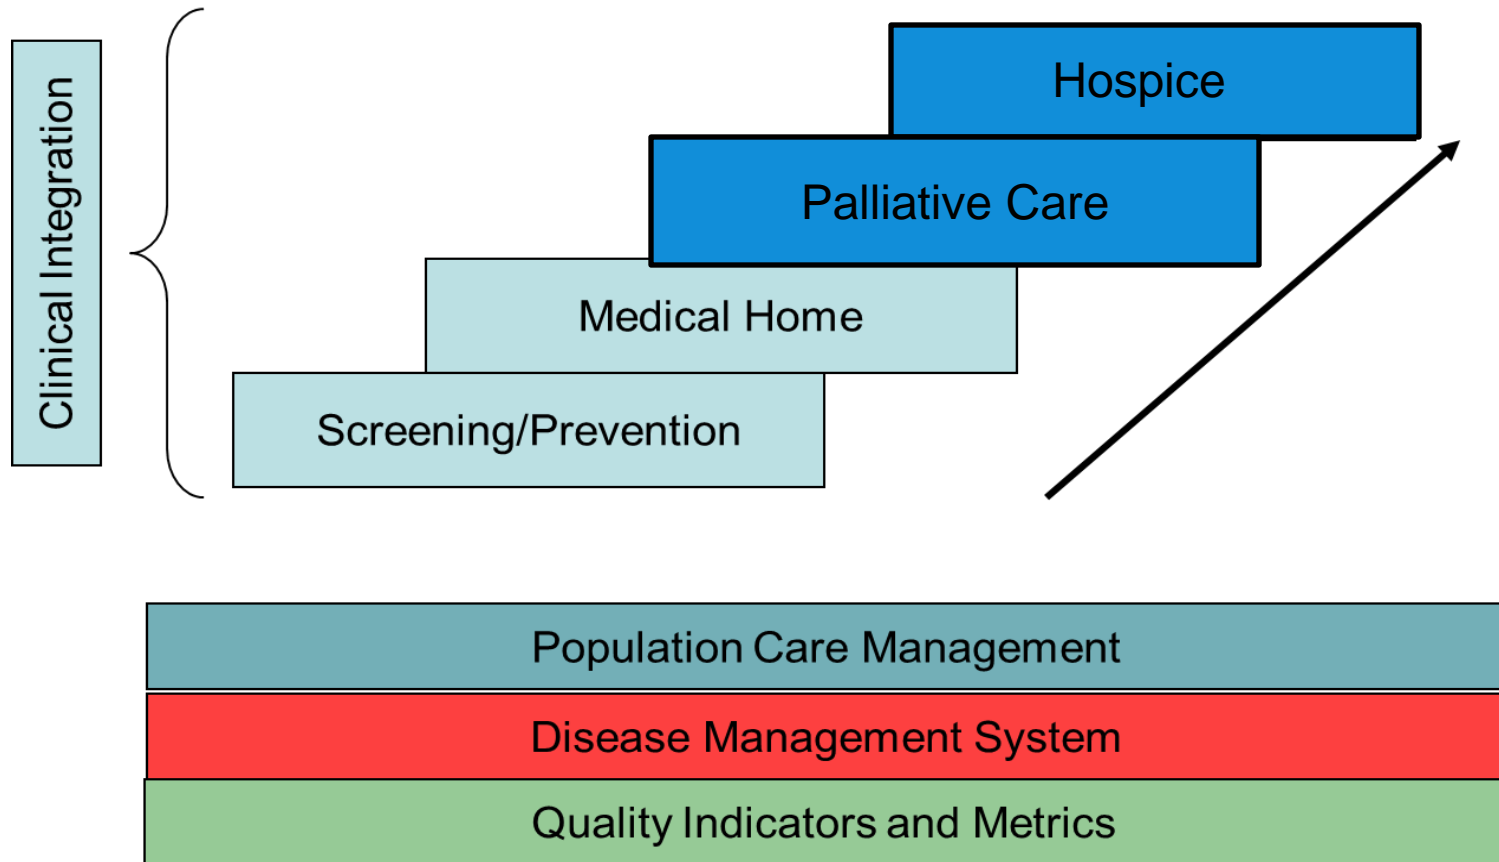 Clinical Integration
Hospice
Palliative Care
Medical Home
Screening/Prevention
Population Care Management
Disease Management System
Quality Indicators and Metrics